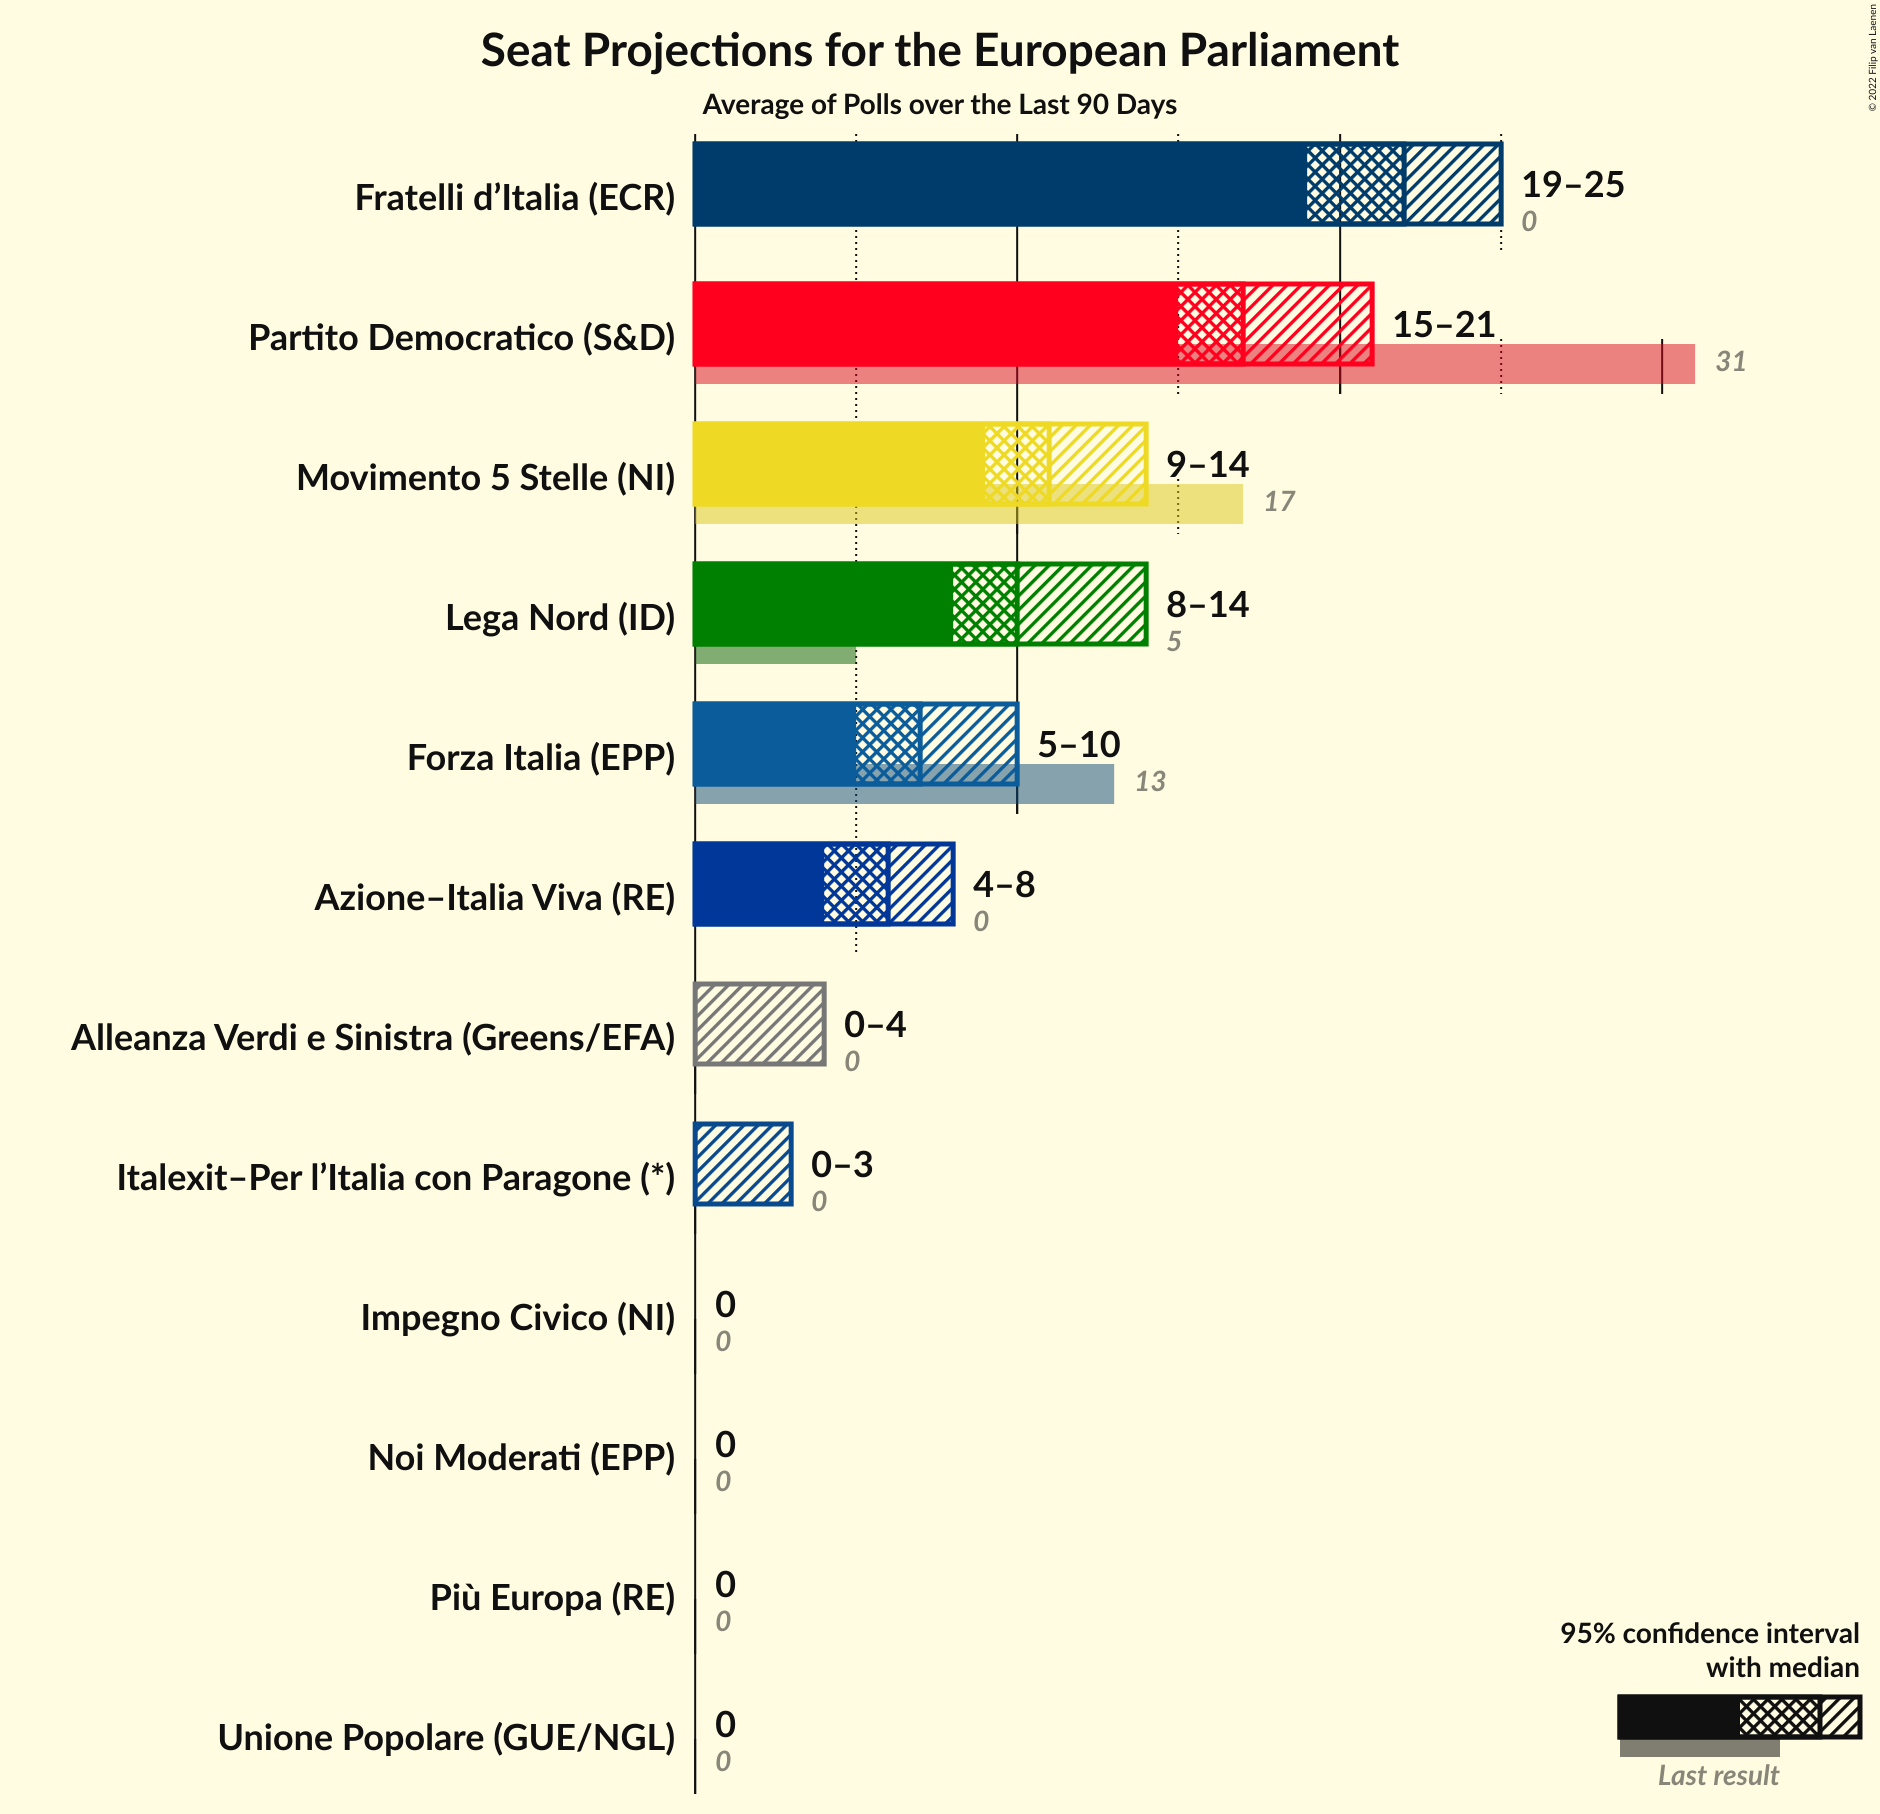 © 2022 Filip van Laenen
Seat Projections for the European Parliament
Average of Polls over the Last 90 Days
Fratelli d’Italia (ECR)
19–25
0
Partito Democratico (S&D)
15–21
31
Movimento 5 Stelle (NI)
9–14
17
Lega Nord (ID)
8–14
5
Forza Italia (EPP)
5–10
13
Azione–Italia Viva (RE)
4–8
0
Alleanza Verdi e Sinistra (Greens/EFA)
0–4
0
Italexit–Per l’Italia con Paragone (*)
0–3
0
Impegno Civico (NI)
0
0
Noi Moderati (EPP)
0
0
Più Europa (RE)
0
0
Unione Popolare (GUE/NGL)
0
0
95% confidence interval
with median
Last result